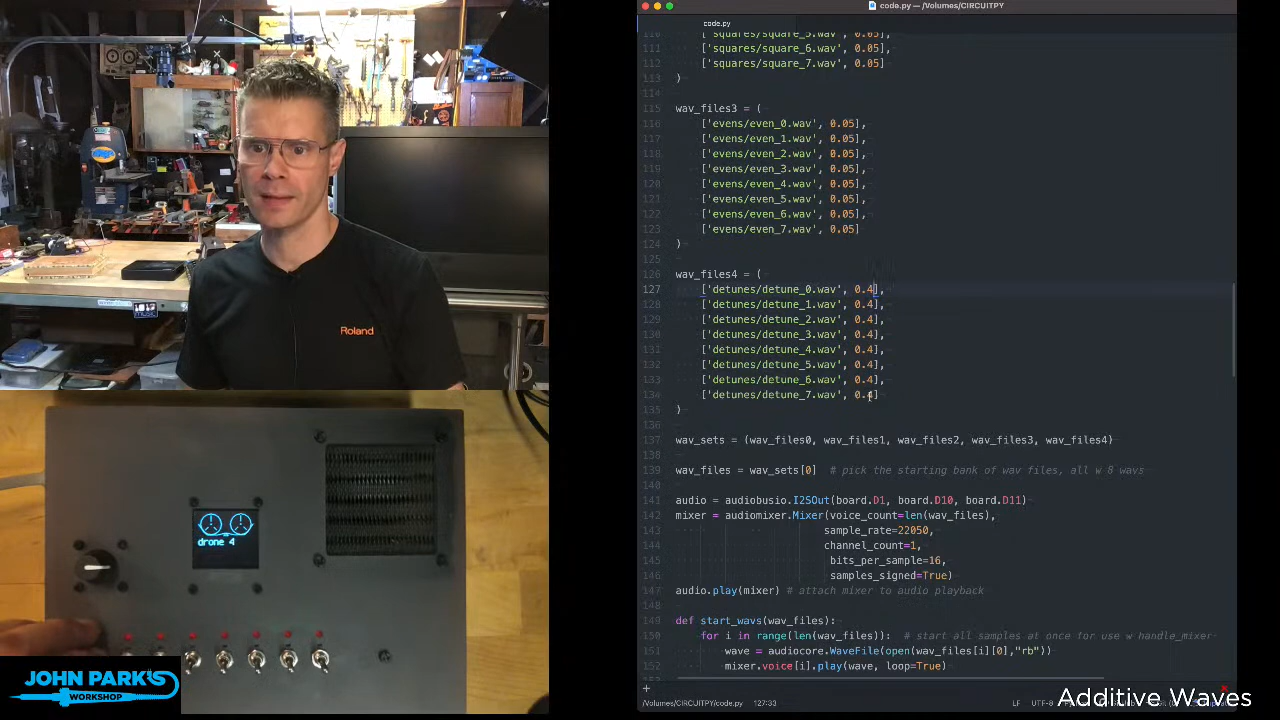 code.py — /Volumes/CIRCUITPY
code.py
110 ['squares/square_5.wav', 0.05],
111 ['squares/square_6.wav', 0.05],
112 ['squares/square_7.wav', 0.05]
113 )
114
115 wav_files3 = (
116 ['evens/even_0.wav', 0.05],
117 ['evens/even_1.wav', 0.05],
118 ['evens/even_2.wav', 0.05],
119 ['evens/even_3.wav', 0.05],
120 ['evens/even_4.wav', 0.05],
121 ['evens/even_5.wav', 0.05],
122 ['evens/even_6.wav', 0.05],
123 ['evens/even_7.wav', 0.05]
124 )
125
126 wav_files4 = (
127 ['detunes/detune_0.wav', 0.4],
128 ['detunes/detune_1.wav', 0.4],
129 ['detunes/detune_2.wav', 0.4],
130 ['detunes/detune_3.wav', 0.4],
131 ['detunes/detune_4.wav', 0.4],
132 ['detunes/detune_5.wav', 0.4],
133 ['detunes/detune_6.wav', 0.4],
134 ['detunes/detune_7.wav', 0.4]
135 )
136
137 wav_sets = (wav_files0, wav_files1, wav_files2, wav_files3, wav_files4)
138
139 wav_files = wav_sets[0] # pick the starting bank of wav files, all w 8 wavs
140
141 audio = audiobusio.I2SOut(board.D1, board.D10, board.D11)
142 mixer = audiomixer.Mixer(voice_count=len(wav_files),
143 sample_rate=22050,
144 channel_count=1,
145 bits_per_sample=16,
146 samples_signed=True)
147 audio.play(mixer) # attach mixer to audio playback
148
149 def start_wavs(wav_files):
150 for i in range(len(wav_files)): # start all samples at once for use w handle_mixer
151 wave = audiocore.WaveFile(open(wav_files[i][0],"rb"))
152 mixer.voice[i].play(wave, loop=True)
/Volumes/CIRCUITPY/code.py 127:33 LF UTF-8
Additive Waves
Roland
MUSIC
drone 4
JOHN PARK'S
WORKSHOP